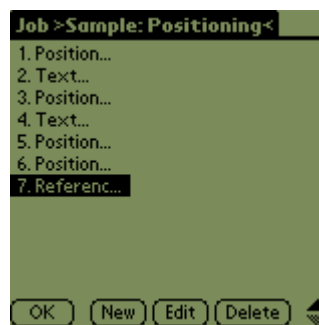 Job >Sample: Positioning<
1. Position...
2. Text...
3. Position...
4. Text...
5. Position...
6. Position...
7. Referenc...
OK New Edit Delete